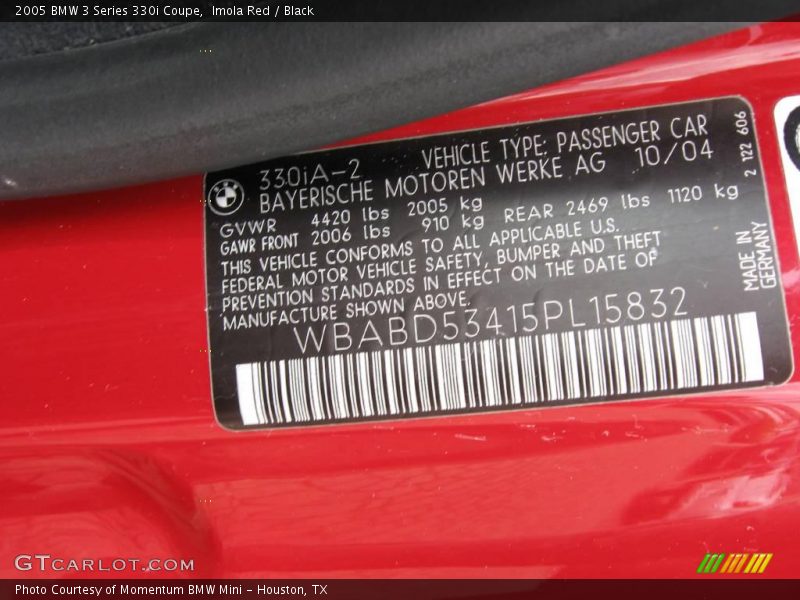 2005 BMW 3 Series 330i Coupe,  Imola Red / Black
330iA-2 VEHICLE TYPE: PASSENGER CAR
BAYERISCHE MOTOREN WERKE AG 10/04
GVWR 4420 lbs 2005 kg
GAWR FRONT 2006 lbs 910 kg REAR 2469 lbs 1120 kg
THIS VEHICLE CONFORMS TO ALL APPLICABLE U.S.
FEDERAL MOTOR VEHICLE SAFETY, BUMPER AND THEFT
PREVENTION STANDARDS IN EFFECT ON THE DATE OF
MANUFACTURE SHOWN ABOVE.
WBABD53415PL15832
2 122 606
MADE IN
GERMANY
GTCARLOT.COM
Photo Courtesy of Momentum BMW Mini - Houston, TX